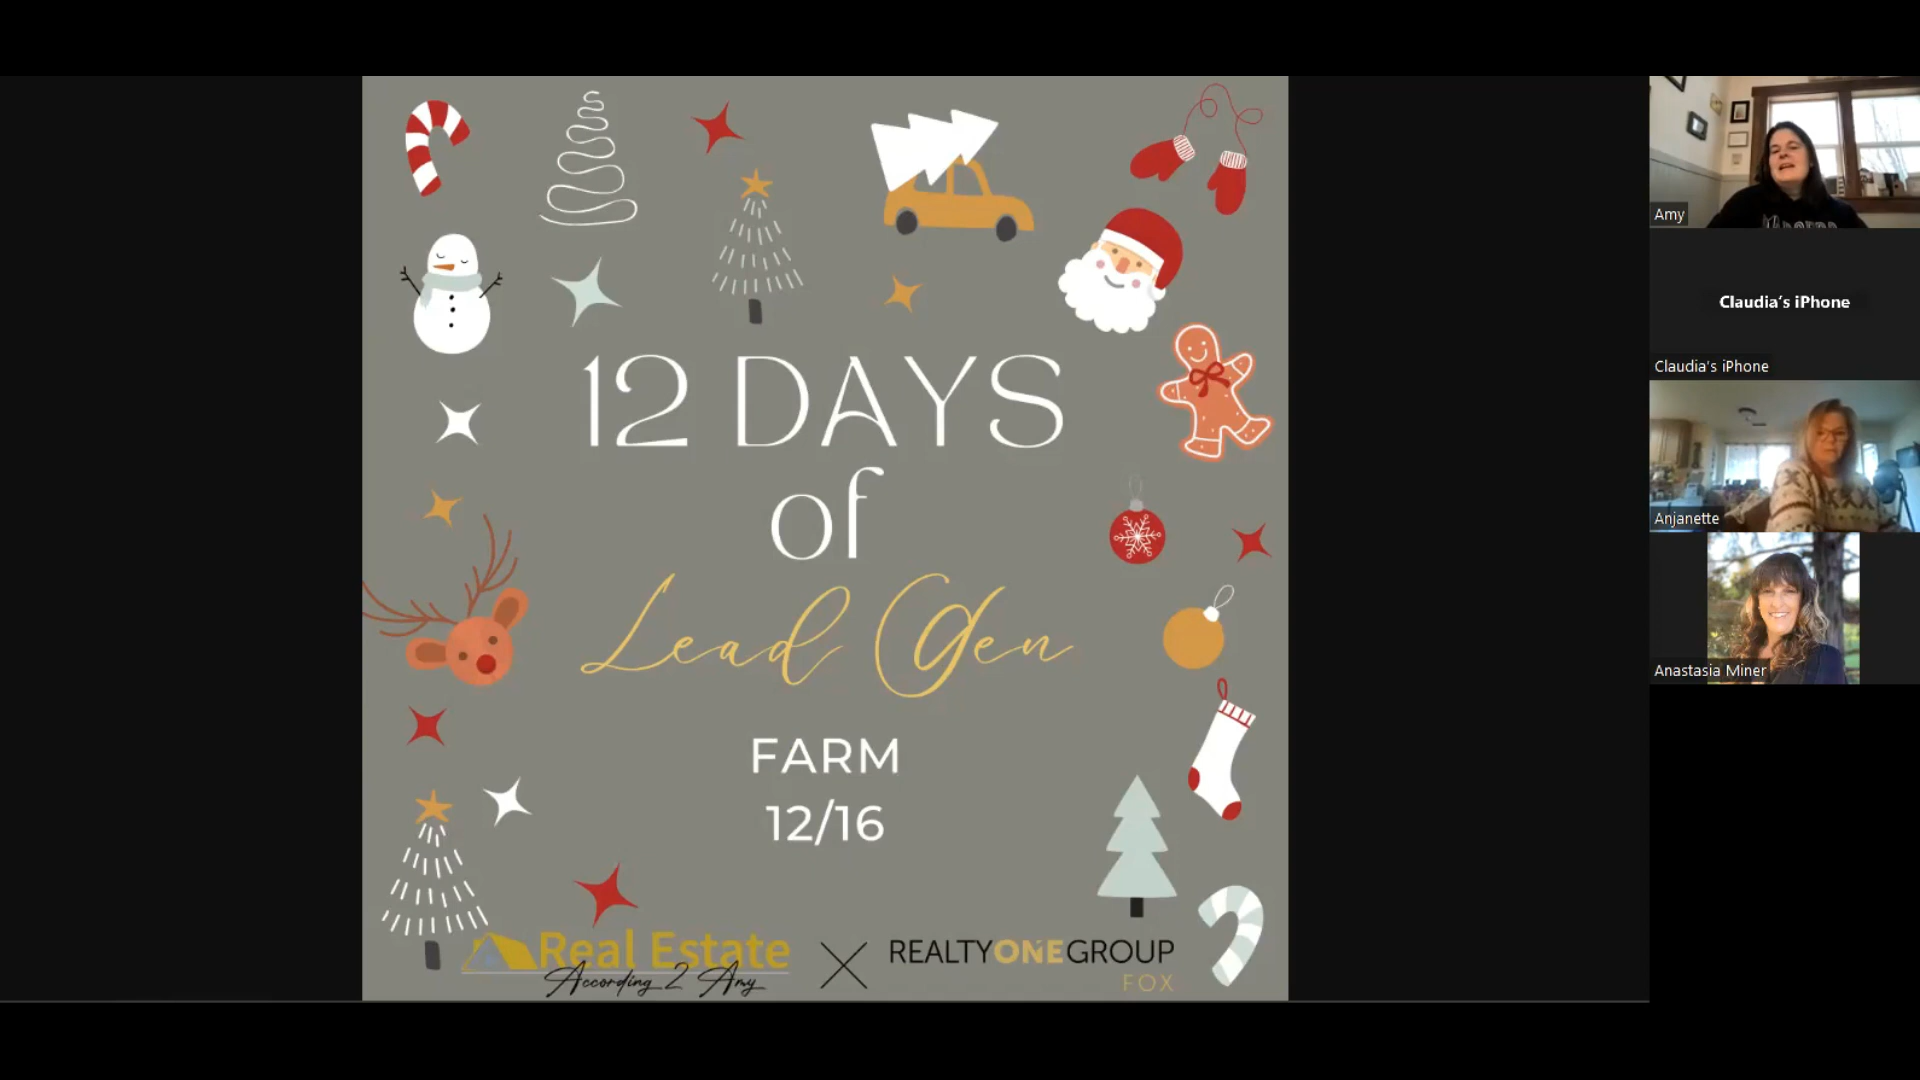 12 DAYS
of
Lead Gen
FARM
12/16
Real Estate
According 2 Amy
REALTYONEGROUP
FOX
Amy
Claudia's iPhone
Claudia's iPhone
Anjanette
Anastasia Miner